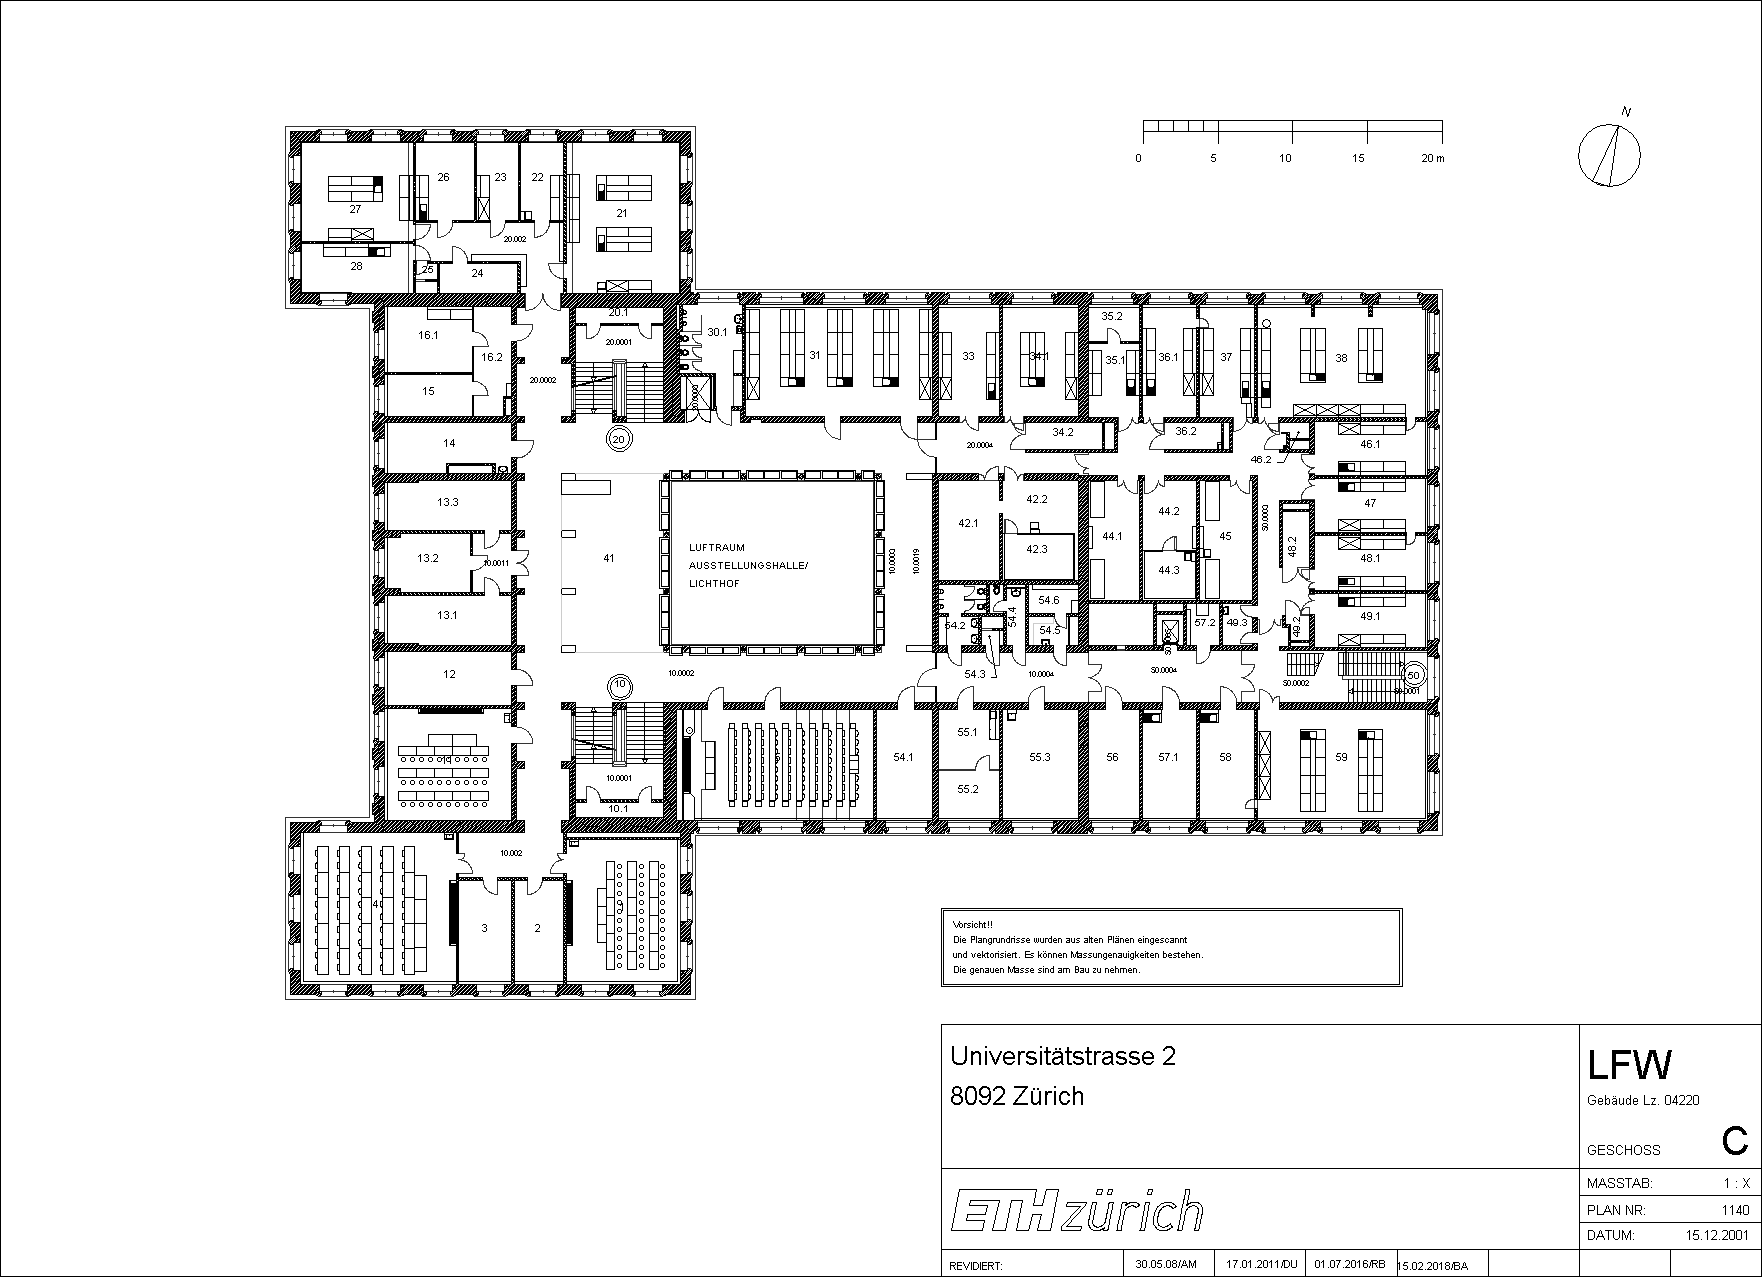 N
0 5 10 15 20 m
26 23 22
27 21
20.002
28 25 24
20.1
16.1 20.0001 30.1
16.2 31 33 34.1 35.2 35.1 36.1 37 38
15 20.0002
14 20 20.0004 34.2 36.2 46.1
46.2
13.3 42.1 42.2 44.1 44.2 45 50.0003 47
LUFTRAUM
AUSSTELLUNGSHALLE/
LICHTHOF
13.2 10.0011 41 10.0003 10.0019 42.3 44.3 48.2 48.1
13.1 54.2 54.4 54.6 54.5 57.2 49.3 49.2 49.1
12 10 10.0002 54.3 10.0004 50.0004 50.0002 50 50.0001
11 10.0001 54.1 55.1 55.3 56 57.1 58 59
10.1 55.2
10.002
4 3 2
Vorsicht!!
Die Plangrundrisse wurden aus alten Plänen eingescannt
und vektorisiert. Es können Massungenauigkeiten bestehen.
Die genauen Masse sind am Bau zu nehmen.
Universitätstrasse 2
8092 Zürich
LFW
Gebäude Lz. 04220
GESCHOSS C
ETH zürich
MASSTAB: 1 : X
PLAN NR: 1140
DATUM: 15.12.2001
REVIDIERT: 30.05.08/AM 17.01.2011/DU 01.07.2016/RB 15.02.2018/BA